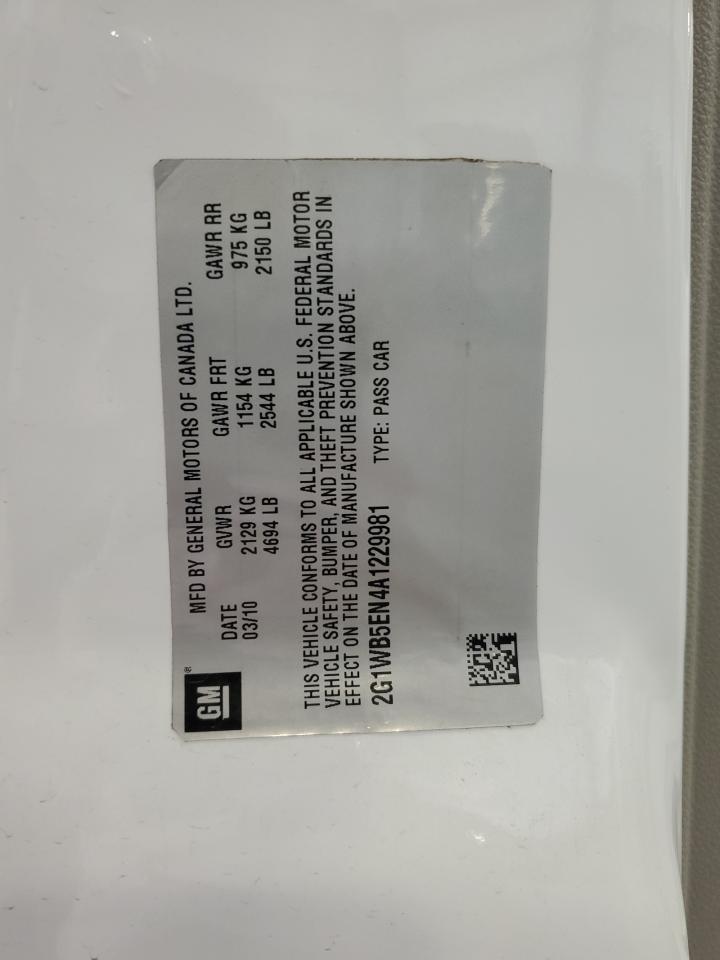 GM®
MFD BY GENERAL MOTORS OF CANADA LTD.
DATE GVWR GAWR FRT GAWR RR
03/10 2129 KG 1154 KG 975 KG
4694 LB 2544 LB 2150 LB
THIS VEHICLE CONFORMS TO ALL APPLICABLE U.S. FEDERAL MOTOR
VEHICLE SAFETY, BUMPER, AND THEFT PREVENTION STANDARDS IN
EFFECT ON THE DATE OF MANUFACTURE SHOWN ABOVE.
2G1WB5EN4A1229981 TYPE: PASS CAR